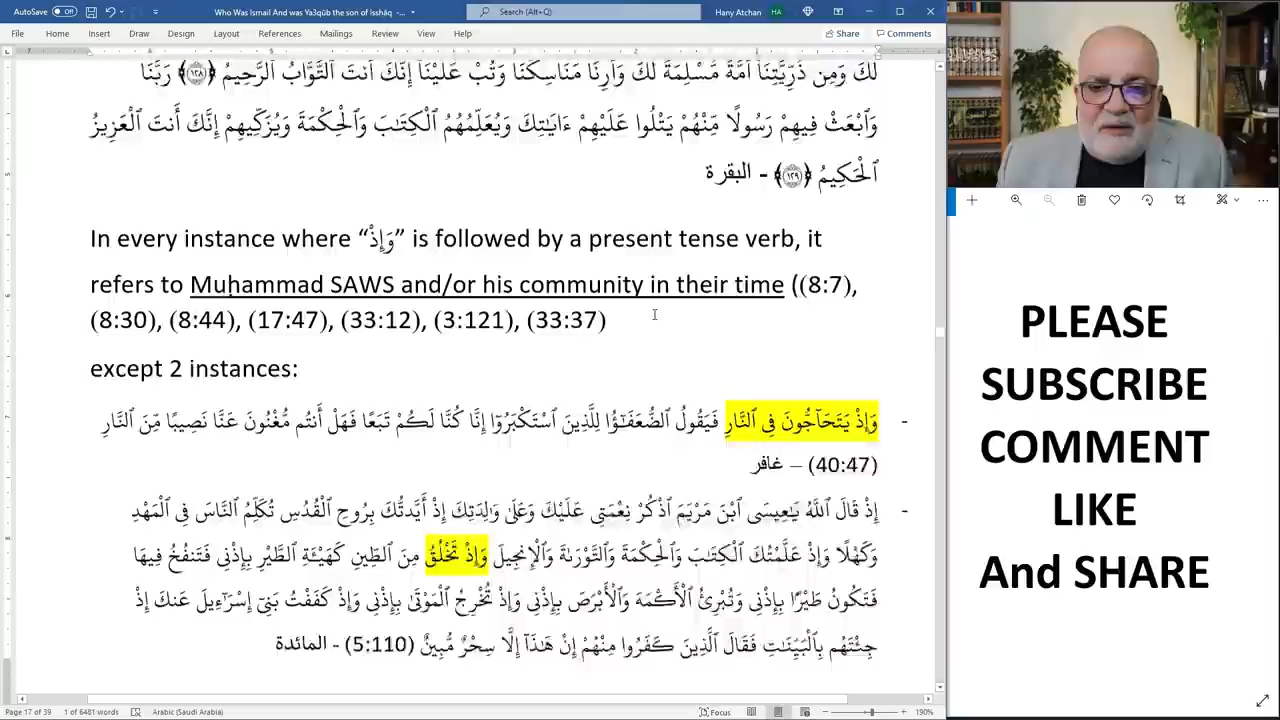 AutoSave Off
Who Was Ismail And was Ya3qūb the son of Isshāq -...
Search (Alt+Q)
Hany Atchan HA
File Home Insert Draw Design Layout References Mailings Review View Help
Share Comments
لَكَ وَمِن ذُرِّيَّتِنَآ أُمَّةً مُّسْلِمَةً لَّكَ وَأَرِنَا مَنَاسِكَنَا وَتُبْ عَلَيْنَآ إِنَّكَ أَنتَ ٱلتَّوَّابُ ٱلرَّحِيمُ ﴿١٢٨﴾ رَبَّنَا
وَٱبْعَثْ فِيهِمْ رَسُولًا مِّنْهُمْ يَتْلُوا۟ عَلَيْهِمْ ءَايَـٰتِكَ وَيُعَلِّمُهُمُ ٱلْكِتَـٰبَ وَٱلْحِكْمَةَ وَيُزَكِّيهِمْ إِنَّكَ أَنتَ ٱلْعَزِيزُ
ٱلْحَكِيمُ ﴿١٢٩﴾ - البقرة
In every instance where “وَإِذْ” is followed by a present tense verb, it
refers to Muḥammad SAWS and/or his community in their time ((8:7),
(8:30), (8:44), (17:47), (33:12), (3:121), (33:37)
except 2 instances:
- وَإِذْ يَتَحَآجُّونَ فِى ٱلنَّارِ فَيَقُولُ ٱلضُّعَفَـٰٓؤُا۟ لِلَّذِينَ ٱسْتَكْبَرُوٓا۟ إِنَّا كُنَّا لَكُمْ تَبَعًا فَهَلْ أَنتُم مُّغْنُونَ عَنَّا نَصِيبًا مِّنَ ٱلنَّارِ
(40:47) – غافر
- إِذْ قَالَ ٱللَّهُ يَـٰعِيسَى ٱبْنَ مَرْيَمَ ٱذْكُرْ نِعْمَتِى عَلَيْكَ وَعَلَىٰ وَٰلِدَتِكَ إِذْ أَيَّدتُّكَ بِرُوحِ ٱلْقُدُسِ تُكَلِّمُ ٱلنَّاسَ فِى ٱلْمَهْدِ
وَكَهْلًا وَإِذْ عَلَّمْتُكَ ٱلْكِتَـٰبَ وَٱلْحِكْمَةَ وَٱلتَّوْرَىٰةَ وَٱلْإِنجِيلَ وَإِذْ تَخْلُقُ مِنَ ٱلطِّينِ كَهَيْـَٔةِ ٱلطَّيْرِ بِإِذْنِى فَتَنفُخُ فِيهَا
فَتَكُونُ طَيْرًۢا بِإِذْنِى وَتُبْرِئُ ٱلْأَكْمَهَ وَٱلْأَبْرَصَ بِإِذْنِى وَإِذْ تُخْرِجُ ٱلْمَوْتَىٰ بِإِذْنِى وَإِذْ كَفَفْتُ بَنِىٓ إِسْرَٰٓءِيلَ عَنكَ إِذْ
جِئْتَهُم بِٱلْبَيِّنَـٰتِ فَقَالَ ٱلَّذِينَ كَفَرُوا۟ مِنْهُمْ إِنْ هَـٰذَآ إِلَّا سِحْرٌ مُّبِينٌ (5:110) - المائدة
PLEASE
SUBSCRIBE
COMMENT
LIKE
And SHARE
Page 17 of 39 1 of 6481 words Arabic (Saudi Arabia) Focus 190%